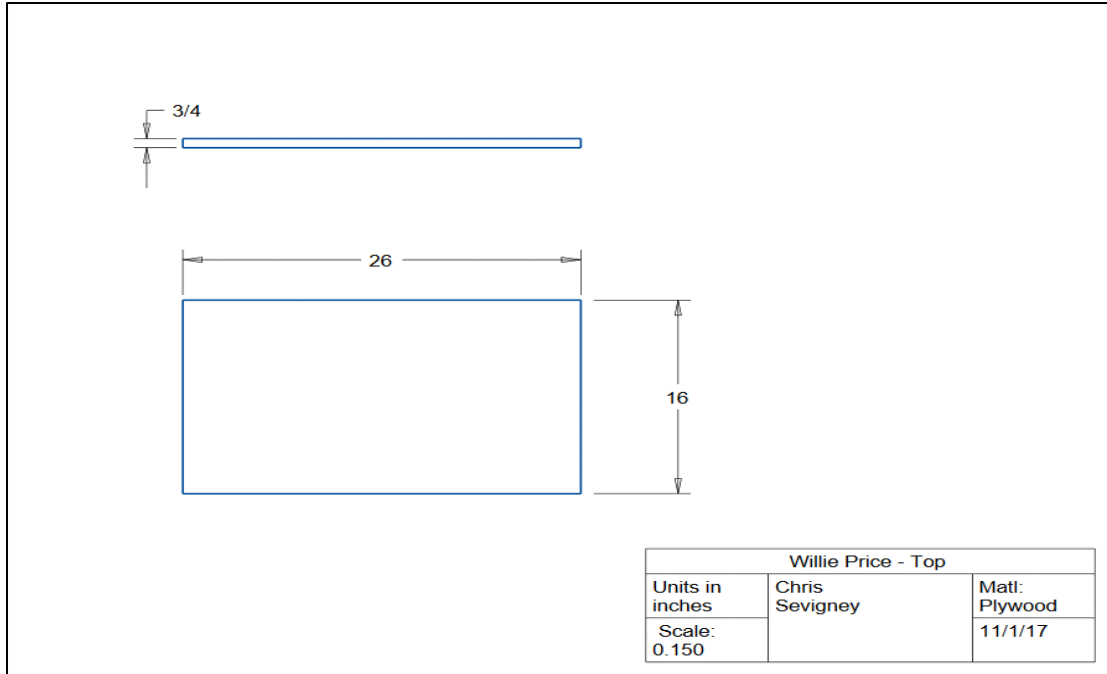 3/4
26
16
Willie Price - Top
Units in
inches
Chris
Sevigney
Matl:
Plywood
Scale:
0.150
11/1/17